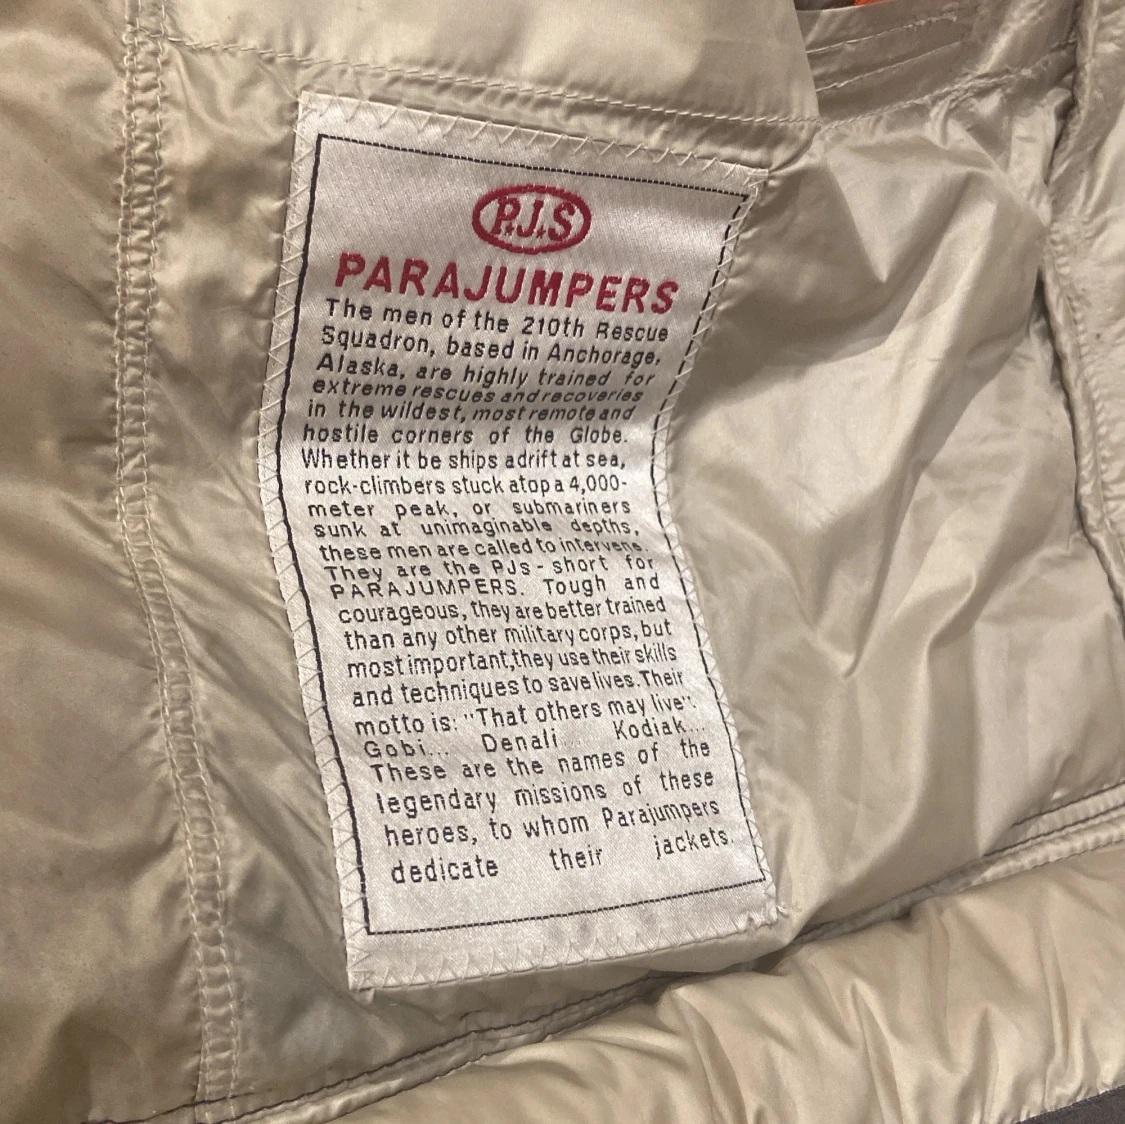 P.J.S
PARAJUMPERS
The men of the 210th Rescue
Squadron, based in Anchorage,
Alaska, are highly trained for
extreme rescues and recoveries
in the wildest, most remote and
hostile corners of the Globe.
Whether it be ships adrift at sea,
rock-climbers stuck atop a 4,000-
meter peak, or submariners
sunk at unimaginable depths,
these men are called to intervene.
They are the PJs - short for
PARAJUMPERS. Tough and
courageous, they are better trained
than any other military corps, but
most important, they use their skills
and techniques to save lives. Their
motto is: "That others may live".
Gobi... Denali... Kodiak...
These are the names of the
legendary missions of these
heroes, to whom Parajumpers
dedicate their jackets.